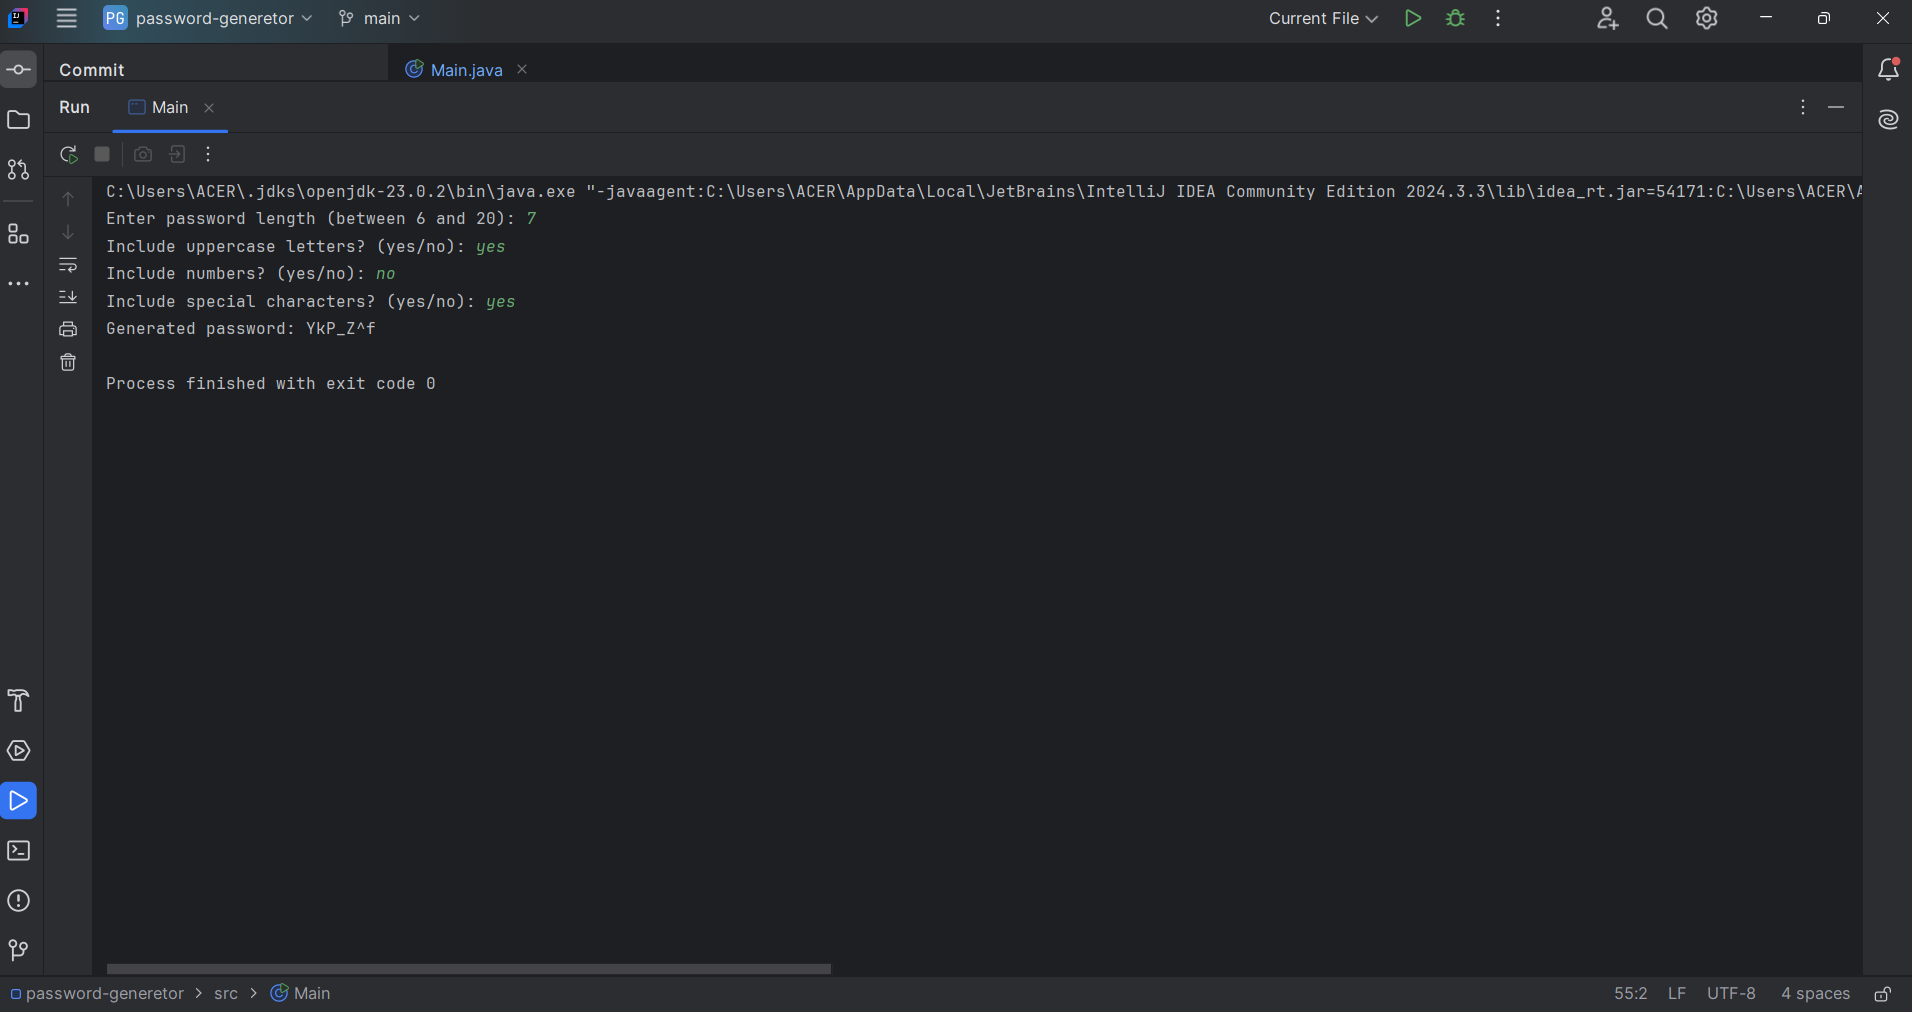 PG password-generetor main Current File
Commit Main.java
Run Main
C:\Users\ACER\.jdks\openjdk-23.0.2\bin\java.exe "-javaagent:C:\Users\ACER\AppData\Local\JetBrains\IntelliJ IDEA Community Edition 2024.3.3\lib\idea_rt.jar=54171:C:\Users\ACER\A
Enter password length (between 6 and 20): 7
Include uppercase letters? (yes/no): yes
Include numbers? (yes/no): no
Include special characters? (yes/no): yes
Generated password: YkP_Z^f
Process finished with exit code 0
password-generetor > src > Main 55:2 LF UTF-8 4 spaces